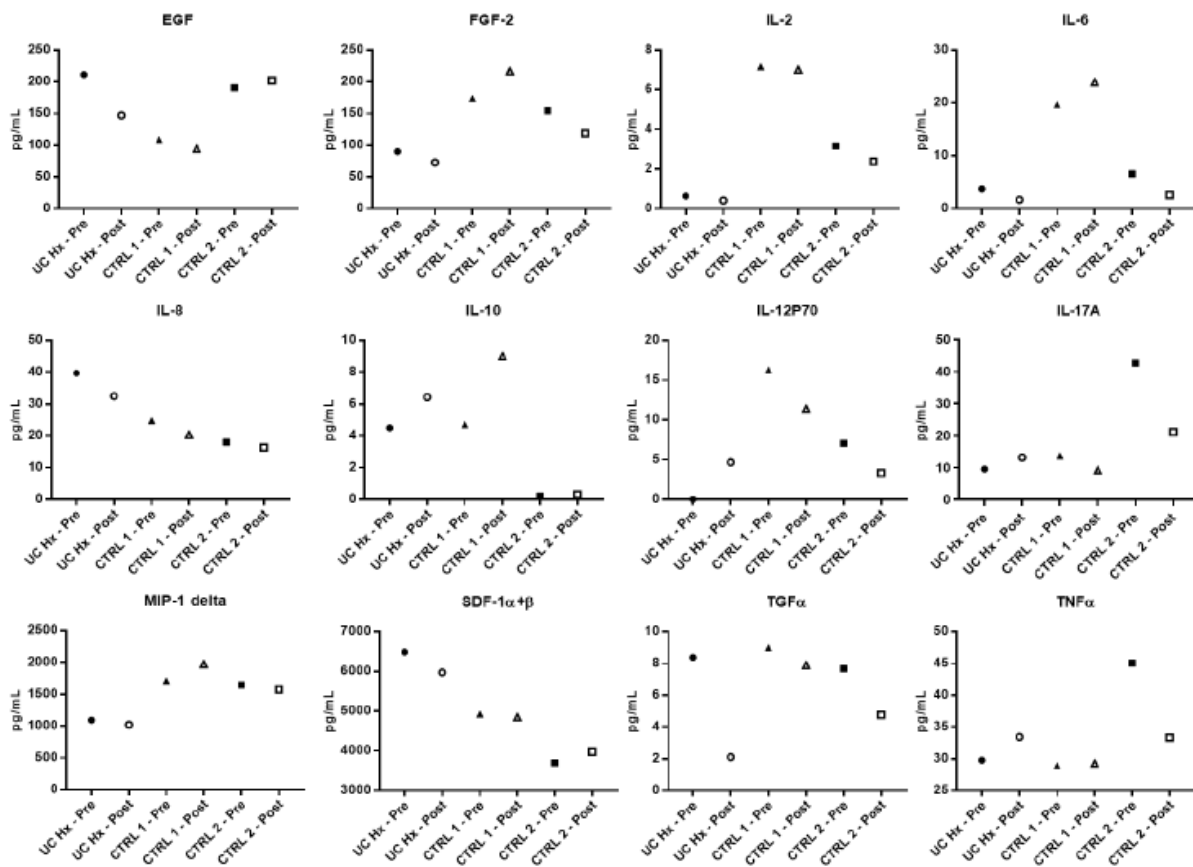 EGF
pg/mL
250
200
150
100
50
0
UC Hx - Pre
UC Hx - Post
CTRL 1 - Pre
CTRL 1 - Post
CTRL 2 - Pre
CTRL 2 - Post
FGF-2
pg/mL
250
200
150
100
50
0
UC Hx - Pre
UC Hx - Post
CTRL 1 - Pre
CTRL 1 - Post
CTRL 2 - Pre
CTRL 2 - Post
IL-2
pg/mL
8
6
4
2
0
UC Hx - Pre
UC Hx - Post
CTRL 1 - Pre
CTRL 1 - Post
CTRL 2 - Pre
CTRL 2 - Post
IL-6
pg/mL
30
20
10
0
UC Hx - Pre
UC Hx - Post
CTRL 1 - Pre
CTRL 1 - Post
CTRL 2 - Pre
CTRL 2 - Post
IL-8
pg/mL
50
40
30
20
10
0
UC Hx - Pre
UC Hx - Post
CTRL 1 - Pre
CTRL 1 - Post
CTRL 2 - Pre
CTRL 2 - Post
IL-10
pg/mL
10
8
6
4
2
0
UC Hx - Pre
UC Hx - Post
CTRL 1 - Pre
CTRL 1 - Post
CTRL 2 - Pre
CTRL 2 - Post
IL-12P70
pg/mL
20
15
10
5
0
UC Hx - Pre
UC Hx - Post
CTRL 1 - Pre
CTRL 1 - Post
CTRL 2 - Pre
CTRL 2 - Post
IL-17A
pg/mL
50
40
30
20
10
0
UC Hx - Pre
UC Hx - Post
CTRL 1 - Pre
CTRL 1 - Post
CTRL 2 - Pre
CTRL 2 - Post
MIP-1 delta
pg/mL
2500
2000
1500
1000
500
0
UC Hx - Pre
UC Hx - Post
CTRL 1 - Pre
CTRL 1 - Post
CTRL 2 - Pre
CTRL 2 - Post
SDF-1α+β
pg/mL
7000
6000
5000
4000
3000
UC Hx - Pre
UC Hx - Post
CTRL 1 - Pre
CTRL 1 - Post
CTRL 2 - Pre
CTRL 2 - Post
TGFα
pg/mL
10
8
6
4
2
0
UC Hx - Pre
UC Hx - Post
CTRL 1 - Pre
CTRL 1 - Post
CTRL 2 - Pre
CTRL 2 - Post
TNFα
pg/mL
50
45
40
35
30
25
UC Hx - Pre
UC Hx - Post
CTRL 1 - Pre
CTRL 1 - Post
CTRL 2 - Pre
CTRL 2 - Post